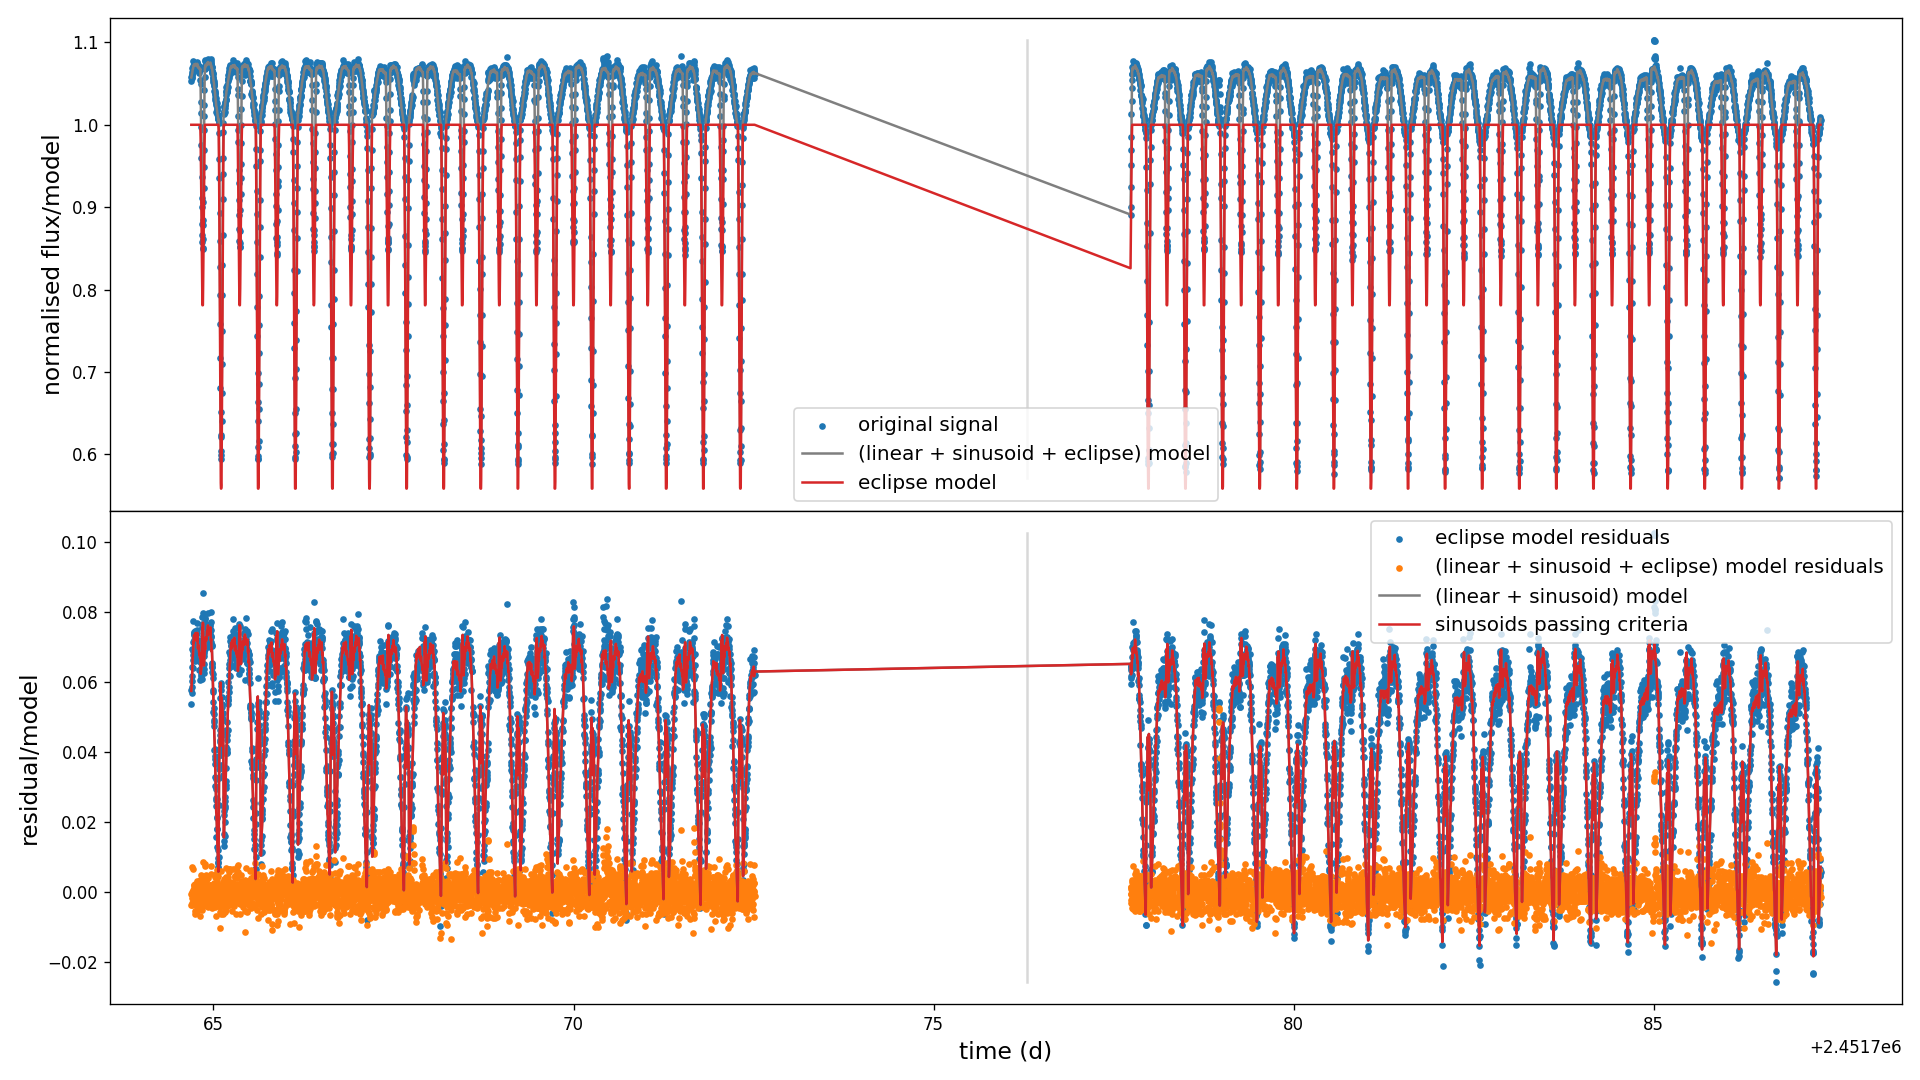 normalised flux/model
1.1
1.0
0.9
0.8
0.7
0.6
original signal
(linear + sinusoid + eclipse) model
eclipse model
residual/model
0.10
0.08
0.06
0.04
0.02
0.00
−0.02
eclipse model residuals
(linear + sinusoid + eclipse) model residuals
(linear + sinusoid) model
sinusoids passing criteria
65 70 75 80 85
time (d)
+2.4517e6